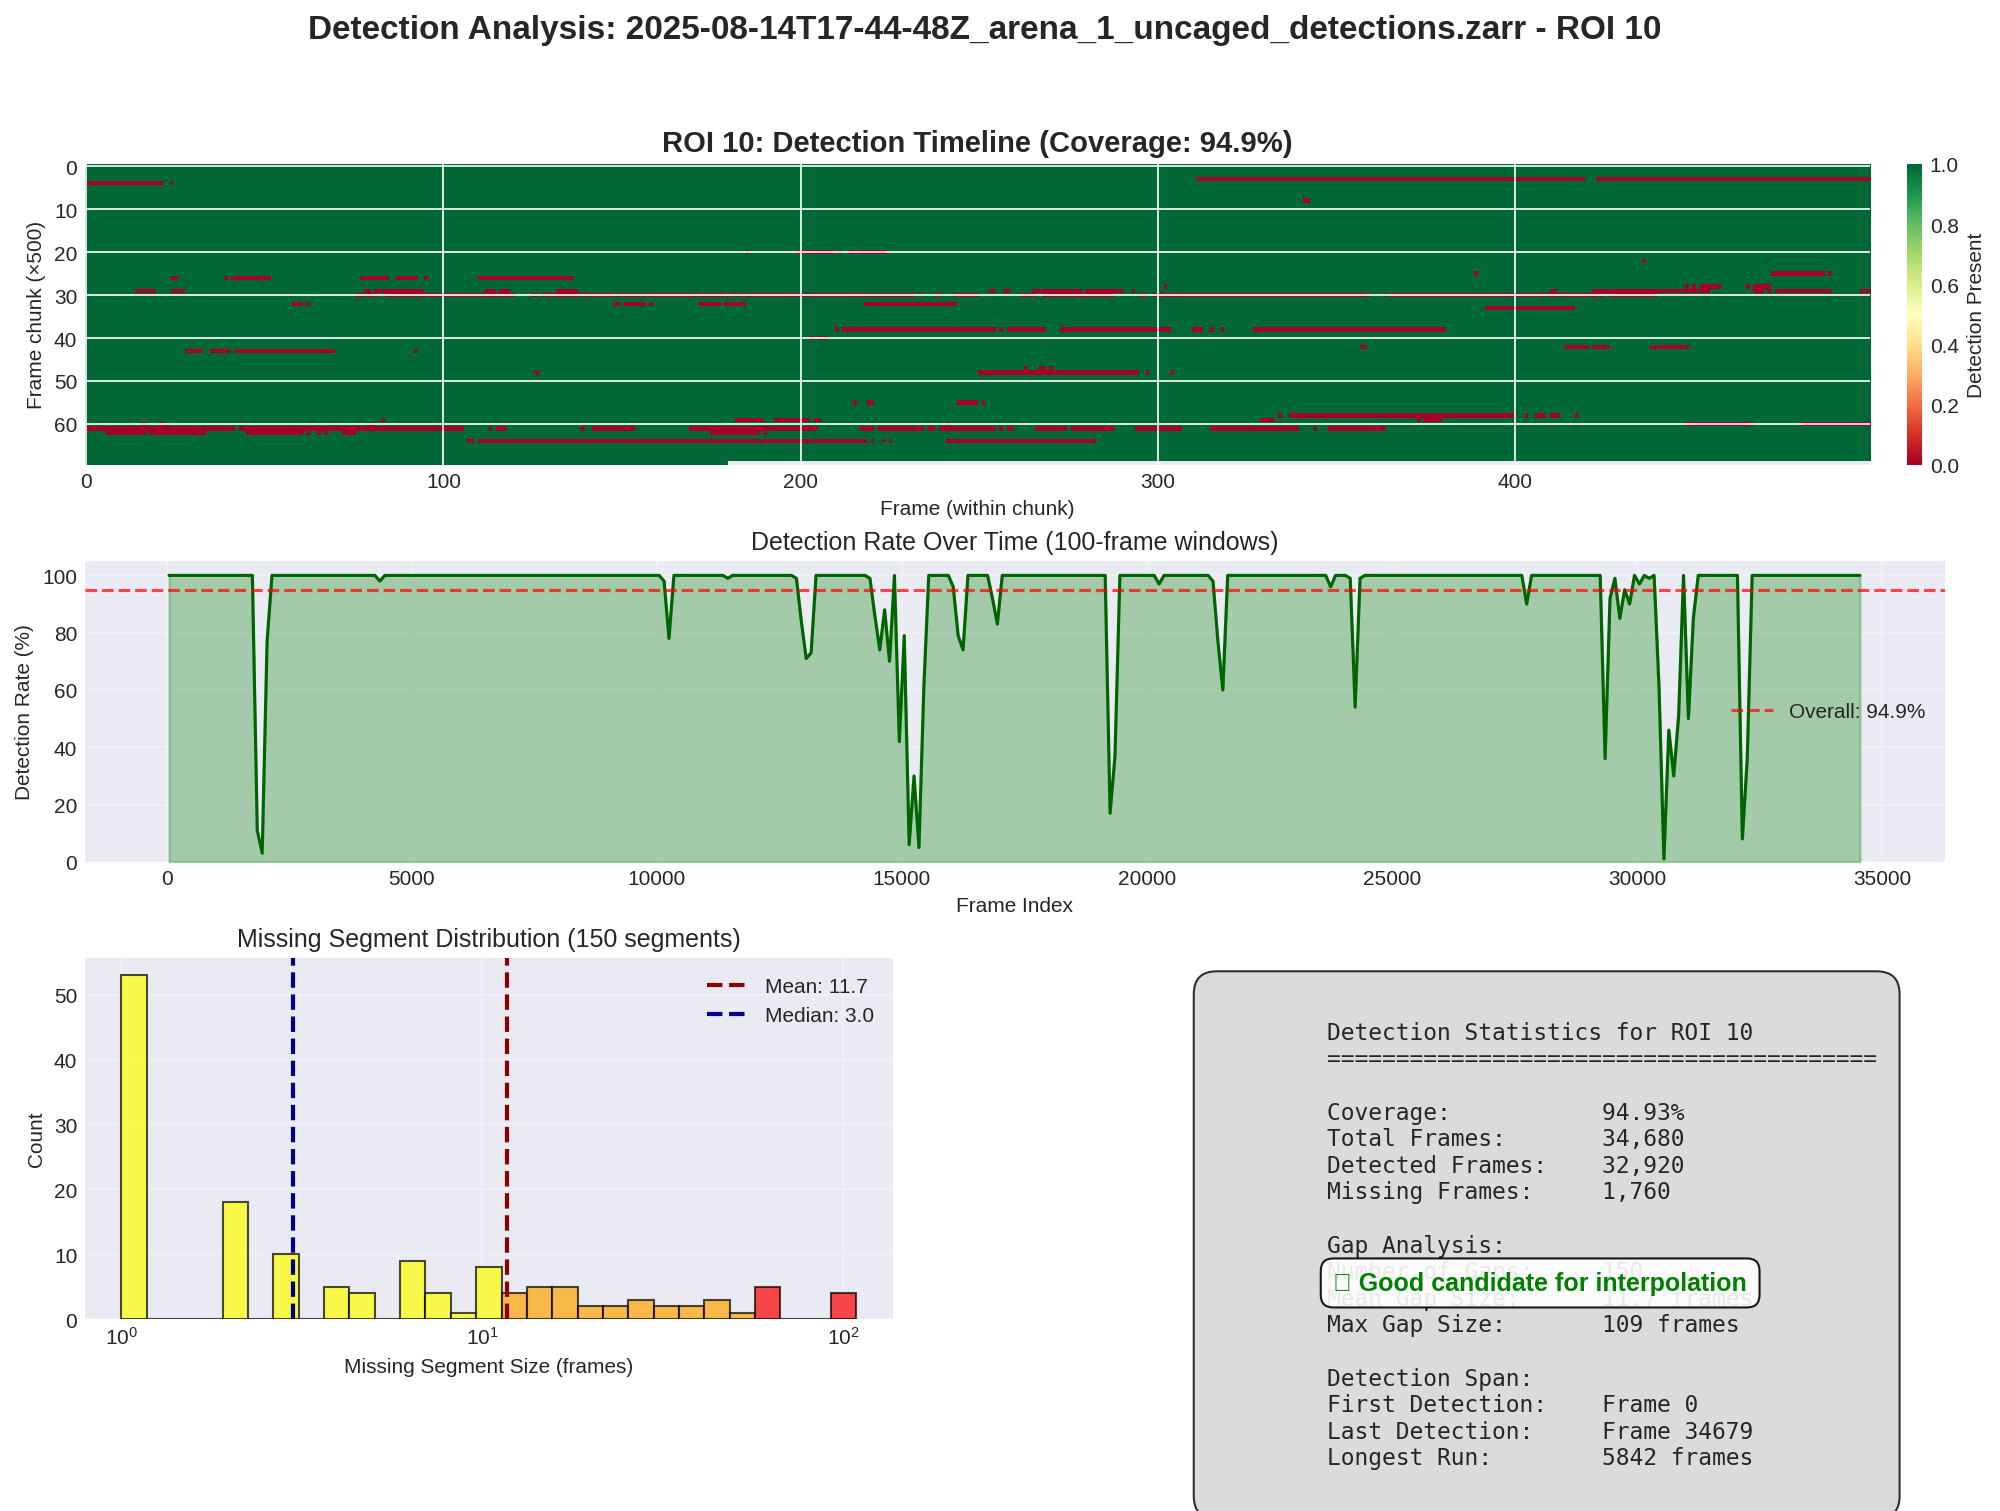 Detection Analysis: 2025-08-14T17-44-48Z_arena_1_uncaged_detections.zarr - ROI 10
ROI 10: Detection Timeline (Coverage: 94.9%)
Frame chunk (×500)
0
10
20
30
40
50
60
0 100 200 300 400
Frame (within chunk)
1.0
0.8
0.6
0.4
0.2
0.0
Detection Present
Detection Rate Over Time (100-frame windows)
Detection Rate (%)
100
80
60
40
20
0
Overall: 94.9%
0 5000 10000 15000 20000 25000 30000 35000
Frame Index
Missing Segment Distribution (150 segments)
Count
50
40
30
20
10
0
Mean: 11.7
Median: 3.0
10⁰ 10¹ 10²
Missing Segment Size (frames)
Detection Statistics for ROI 10
========================================
Coverage: 94.93%
Total Frames: 34,680
Detected Frames: 32,920
Missing Frames: 1,760
Gap Analysis:
Number of Gaps: 150
Good candidate for interpolation
Mean Gap Size: 11.7 frames
Max Gap Size: 109 frames
Detection Span:
First Detection: Frame 0
Last Detection: Frame 34679
Longest Run: 5842 frames